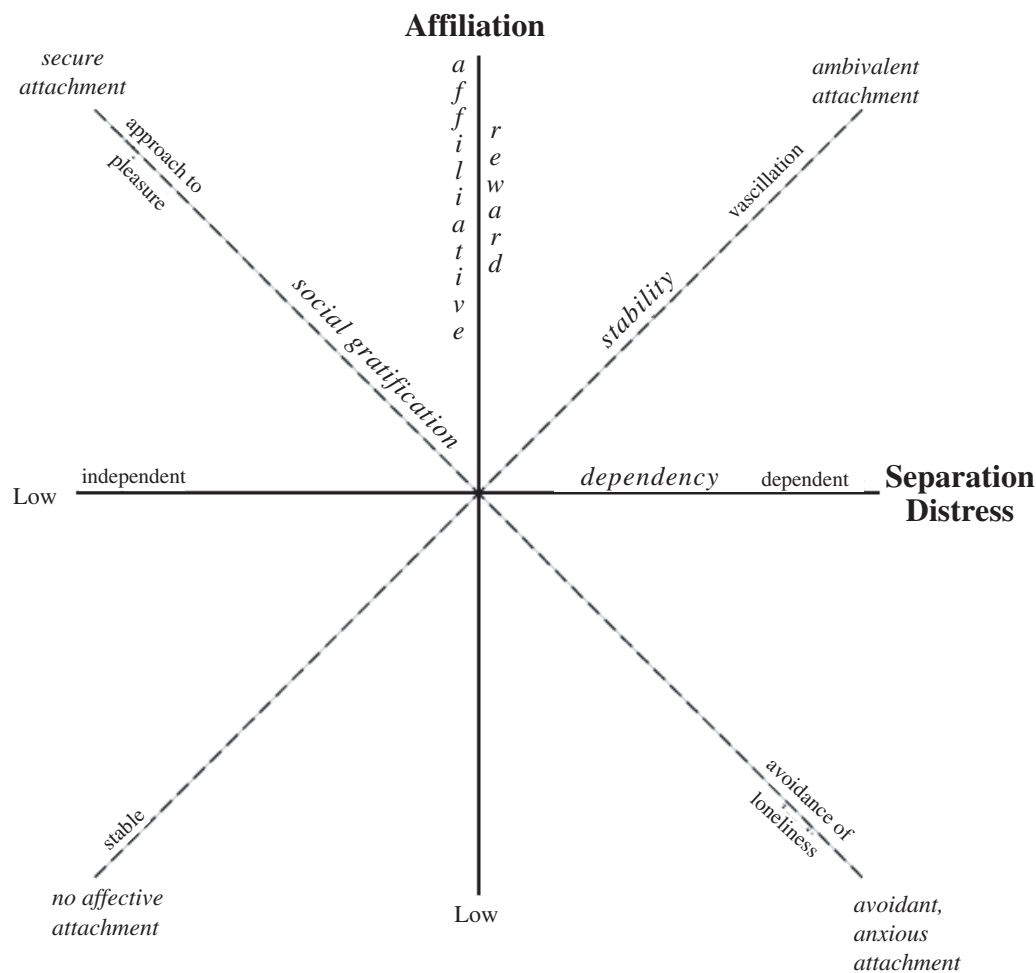 Affiliation
secure
attachment
ambivalent
attachment
affiliative
reward
approach to
pleasure
vascillation
social gratification
stability
independent
dependency
dependent
Low
Separation
Distress
stable
avoidance of
loneliness
no affective
attachment
Low
avoidant,
anxious
attachment